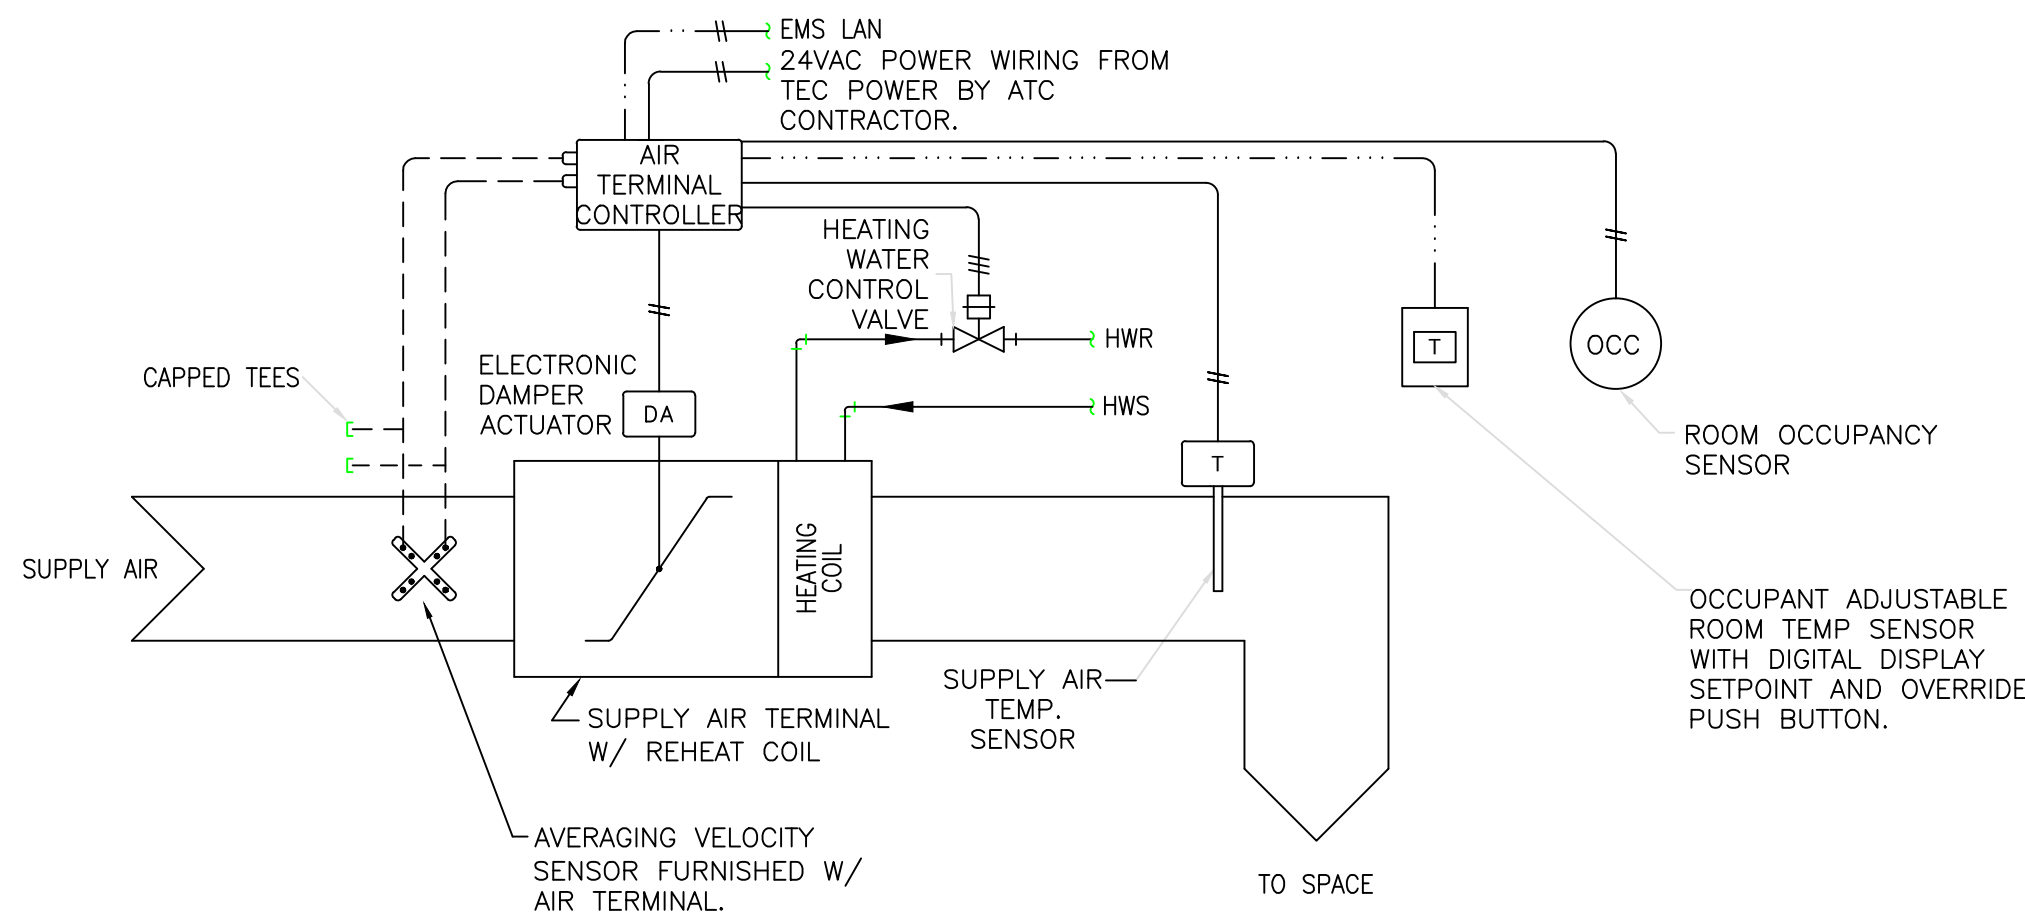 EMS LAN
24VAC POWER WIRING FROM
TEC POWER BY ATC
CONTRACTOR.
AIR
TERMINAL
CONTROLLER
HEATING
WATER
CONTROL
VALVE
HWR
HWS
ELECTRONIC
DAMPER
ACTUATOR
DA
CAPPED TEES
T
T
OCC
ROOM OCCUPANCY
SENSOR
SUPPLY AIR
HEATING
COIL
OCCUPANT ADJUSTABLE
ROOM TEMP SENSOR
WITH DIGITAL DISPLAY
SETPOINT AND OVERRIDE
PUSH BUTTON.
SUPPLY AIR
TEMP.
SENSOR
SUPPLY AIR TERMINAL
W/ REHEAT COIL
AVERAGING VELOCITY
SENSOR FURNISHED W/
AIR TERMINAL.
TO SPACE